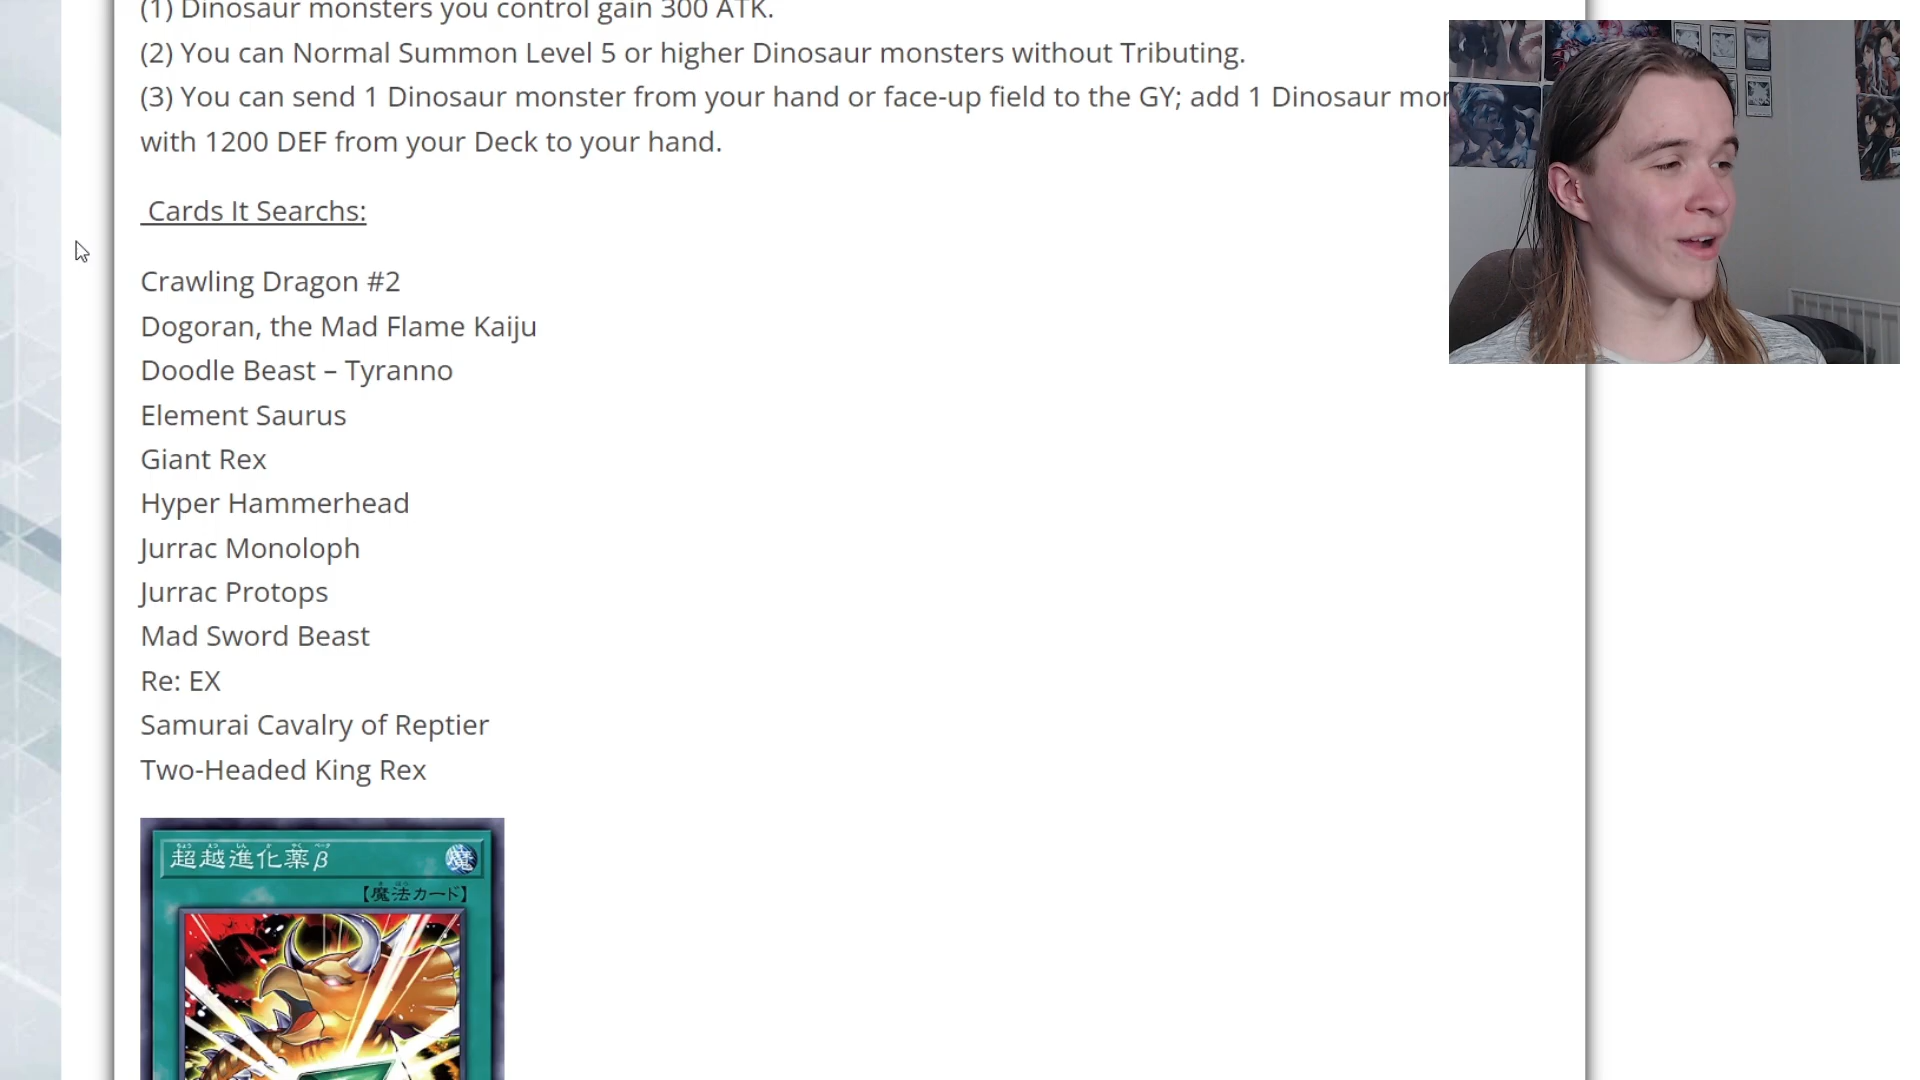 (1) Dinosaur monsters you control gain 300 ATK.
(2) You can Normal Summon Level 5 or higher Dinosaur monsters without Tributing.
(3) You can send 1 Dinosaur monster from your hand or face-up field to the GY; add 1 Dinosaur mon
with 1200 DEF from your Deck to your hand.
Cards It Searchs:
Crawling Dragon #2
Dogoran, the Mad Flame Kaiju
Doodle Beast – Tyranno
Element Saurus
Giant Rex
Hyper Hammerhead
Jurrac Monoloph
Jurrac Protops
Mad Sword Beast
Re: EX
Samurai Cavalry of Reptier
Two-Headed King Rex
超越進化薬β
魔
【魔法カード】